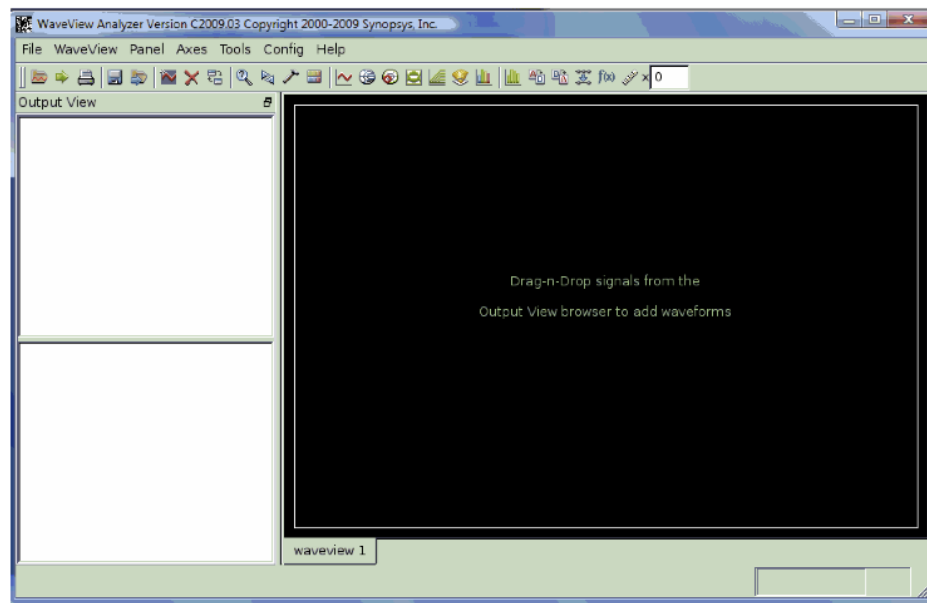 WaveView Analyzer Version C2009.03 Copyright 2000-2009 Synopsys, Inc.
File WaveView Panel Axes Tools Config Help
f(x) x 0
Output View
Drag-n-Drop signals from the
Output View browser to add waveforms
waveview 1